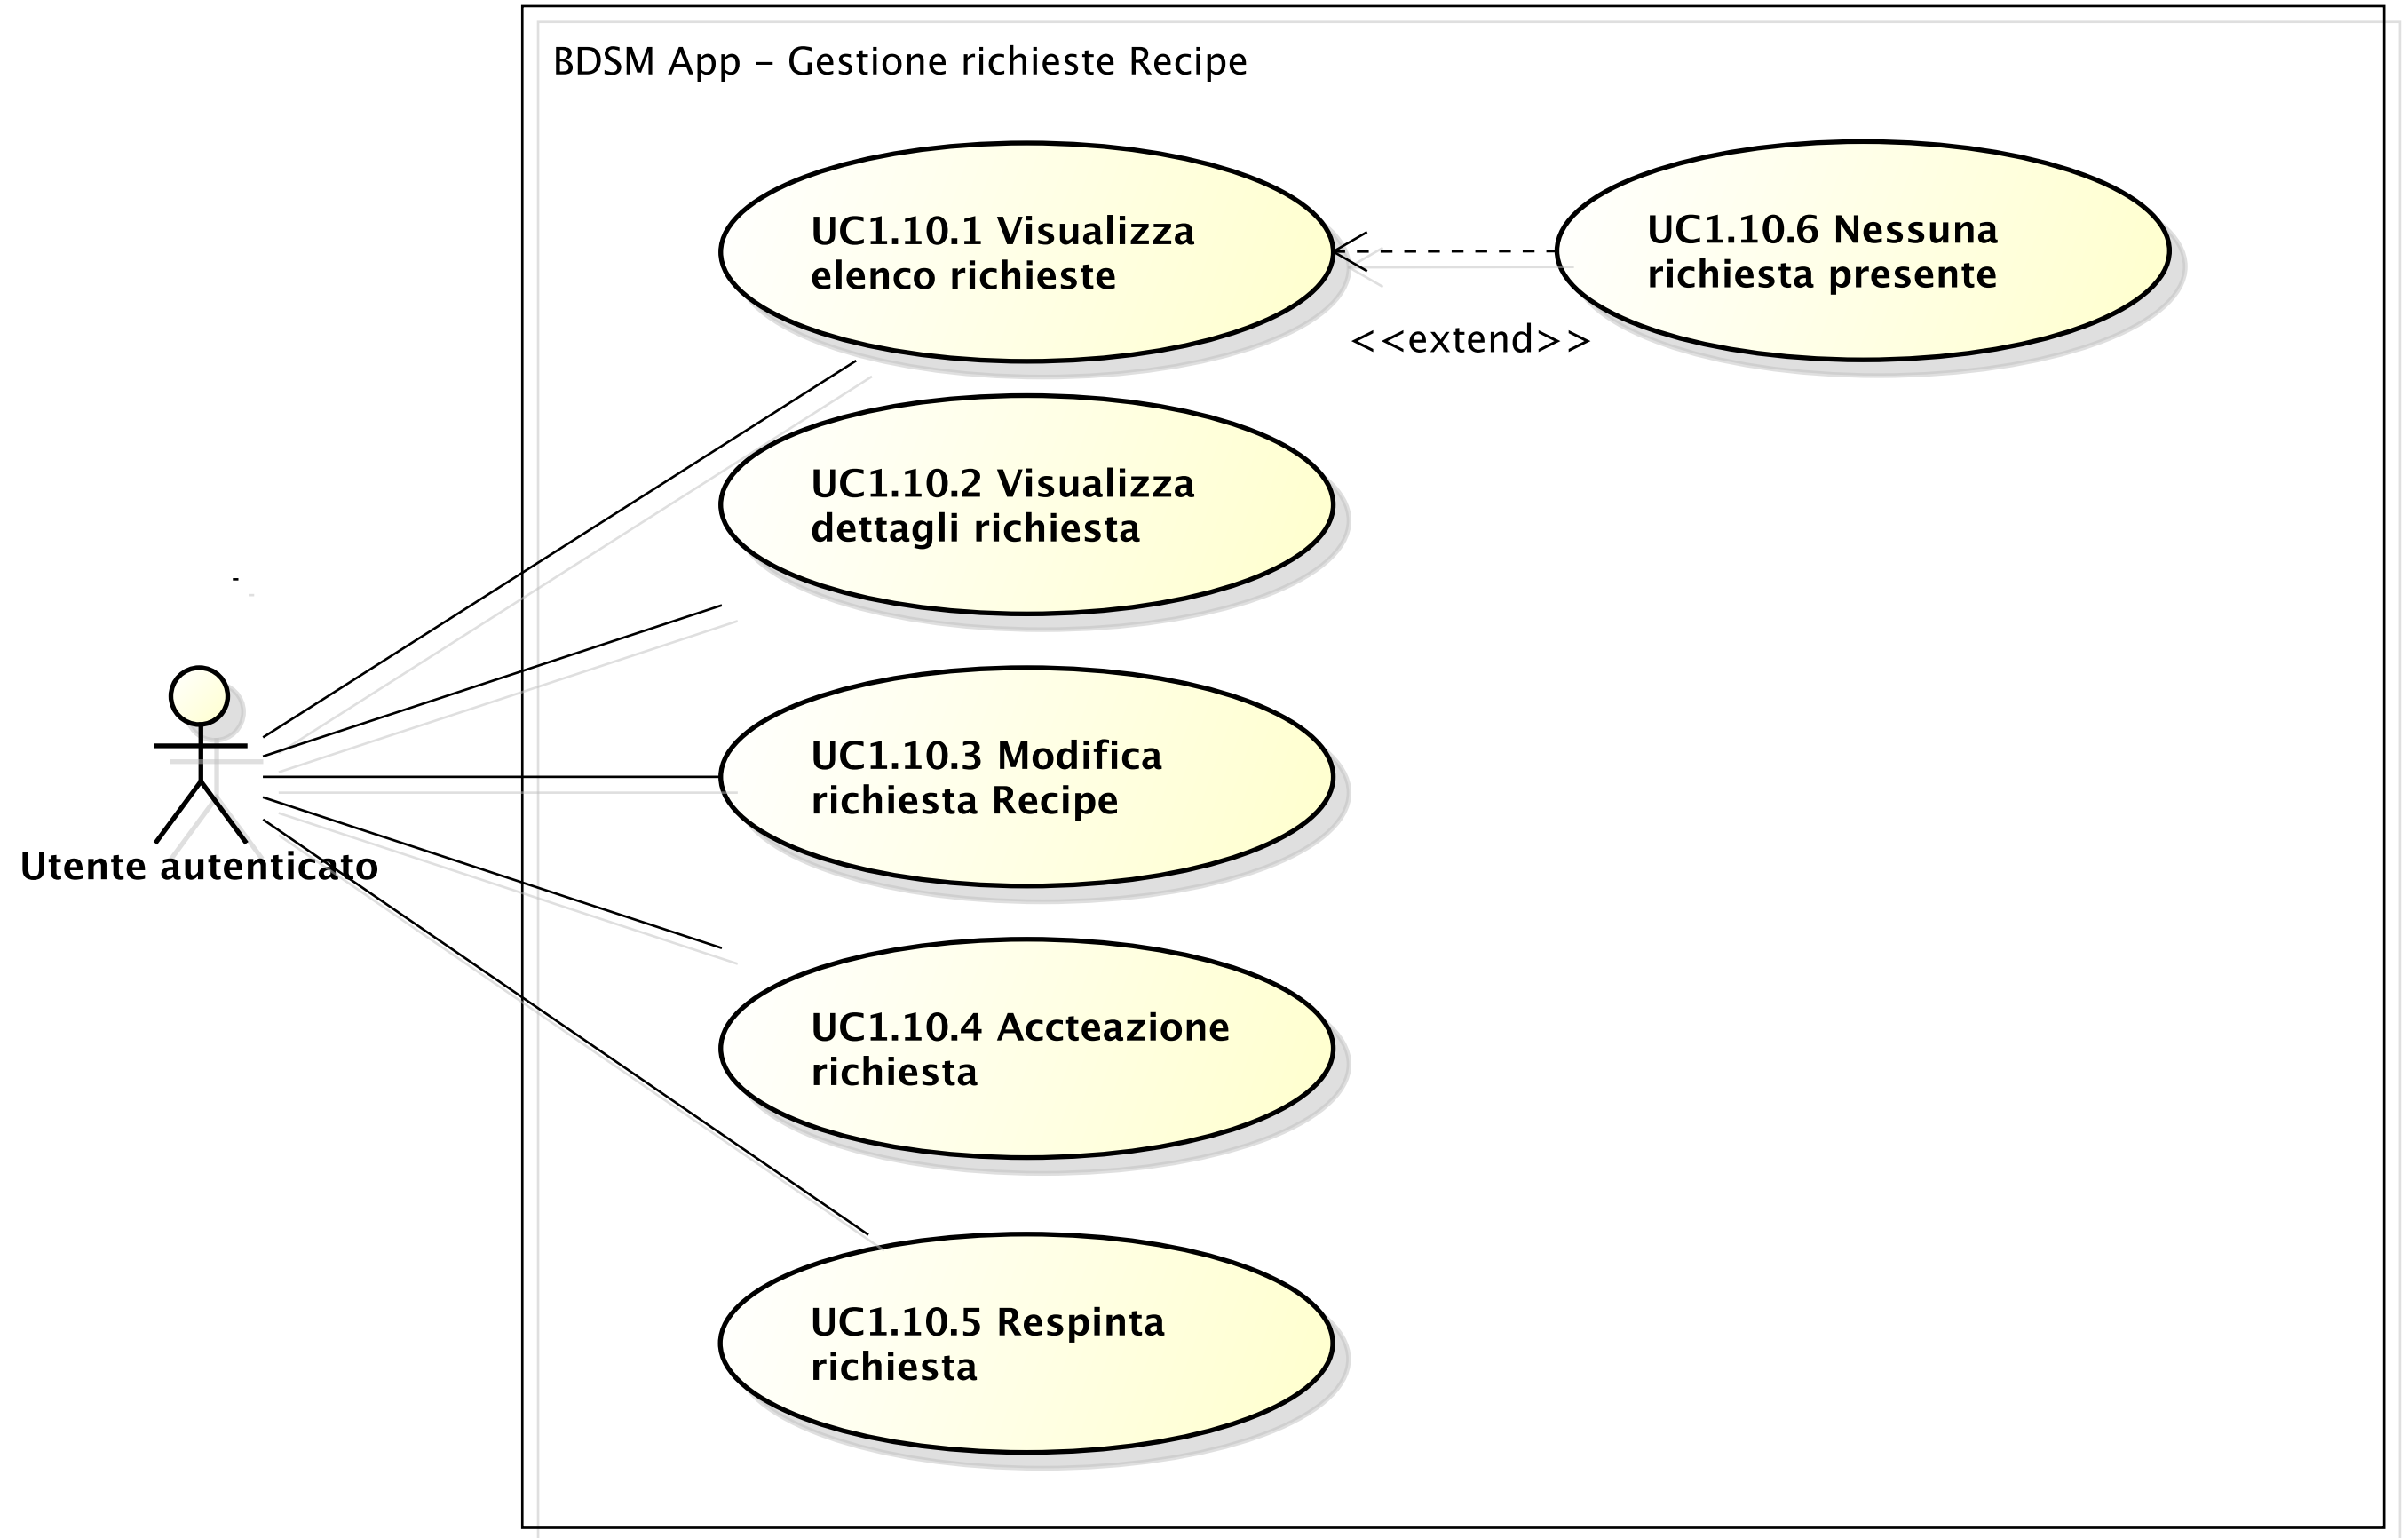 BDSM App – Gestione richieste Recipe
UC1.10.1 Visualizza
elenco richieste
UC1.10.6 Nessuna
richiesta presente
<<extend>>
UC1.10.2 Visualizza
dettagli richiesta
UC1.10.3 Modifica
richiesta Recipe
Utente autenticato
UC1.10.4 Accteazione
richiesta
UC1.10.5 Respinta
richiesta